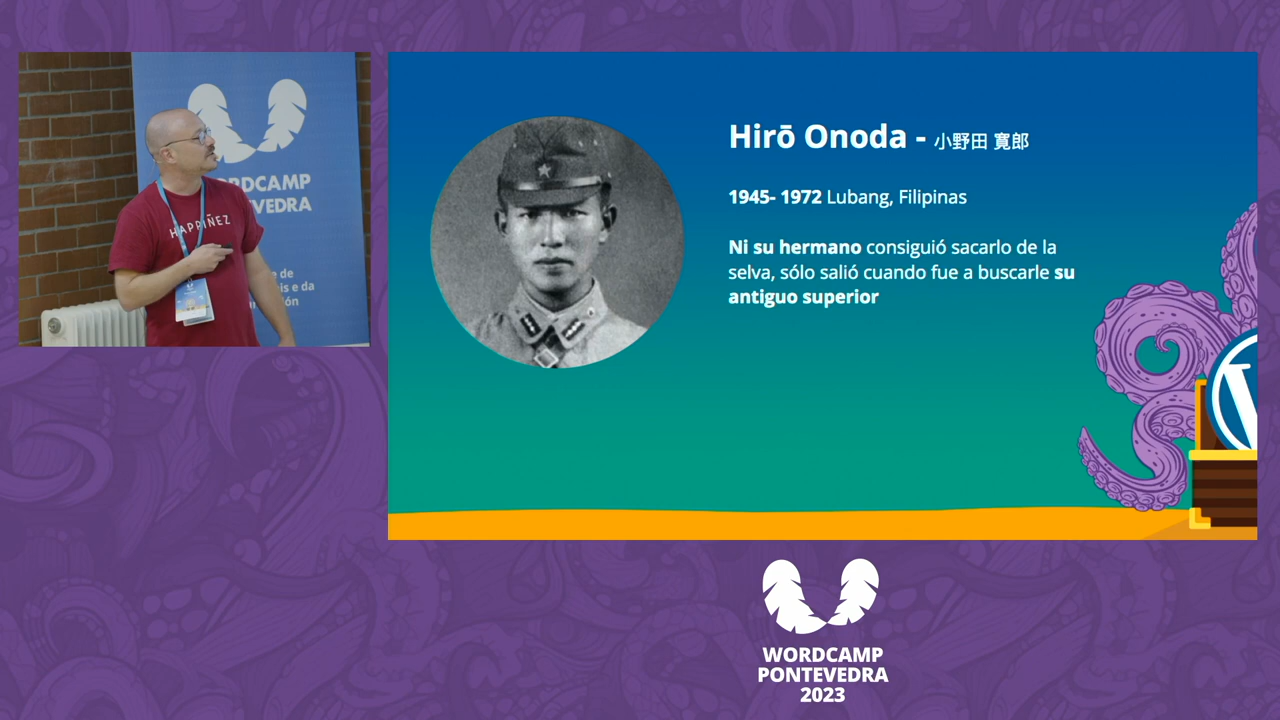 HAPPIÑEZ
WORDCAMP
Hirō Onoda - 小野田 寛郎
1945- 1972 Lubang, Filipinas
Ni su hermano consiguió sacarlo de la
selva, sólo salió cuando fue a buscarle su
antiguo superior
WORDCAMP
PONTEVEDRA
2023